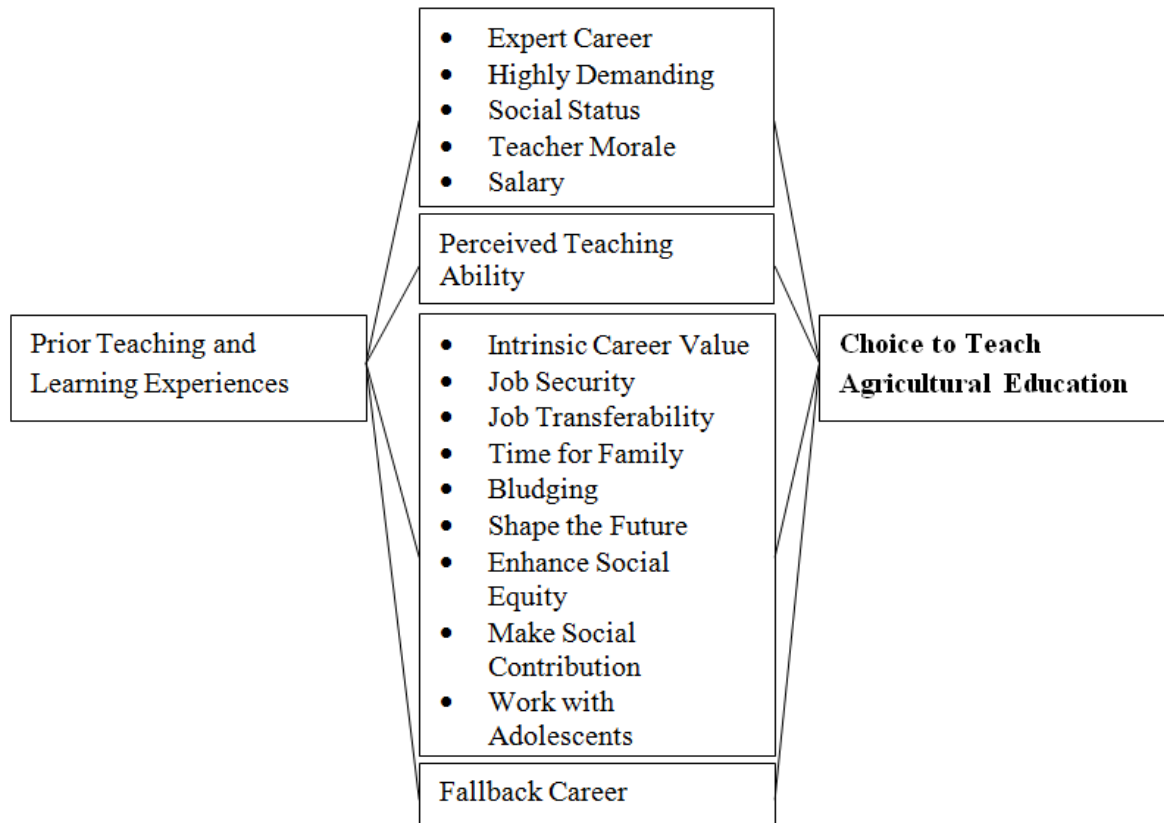 • Expert Career
• Highly Demanding
• Social Status
• Teacher Morale
• Salary
Perceived Teaching
Ability
Prior Teaching and
Learning Experiences
• Intrinsic Career Value
• Job Security
• Job Transferability
• Time for Family
• Bludging
• Shape the Future
• Enhance Social
Equity
• Make Social
Contribution
• Work with
Adolescents
Choice to Teach
Agricultural Education
Fallback Career